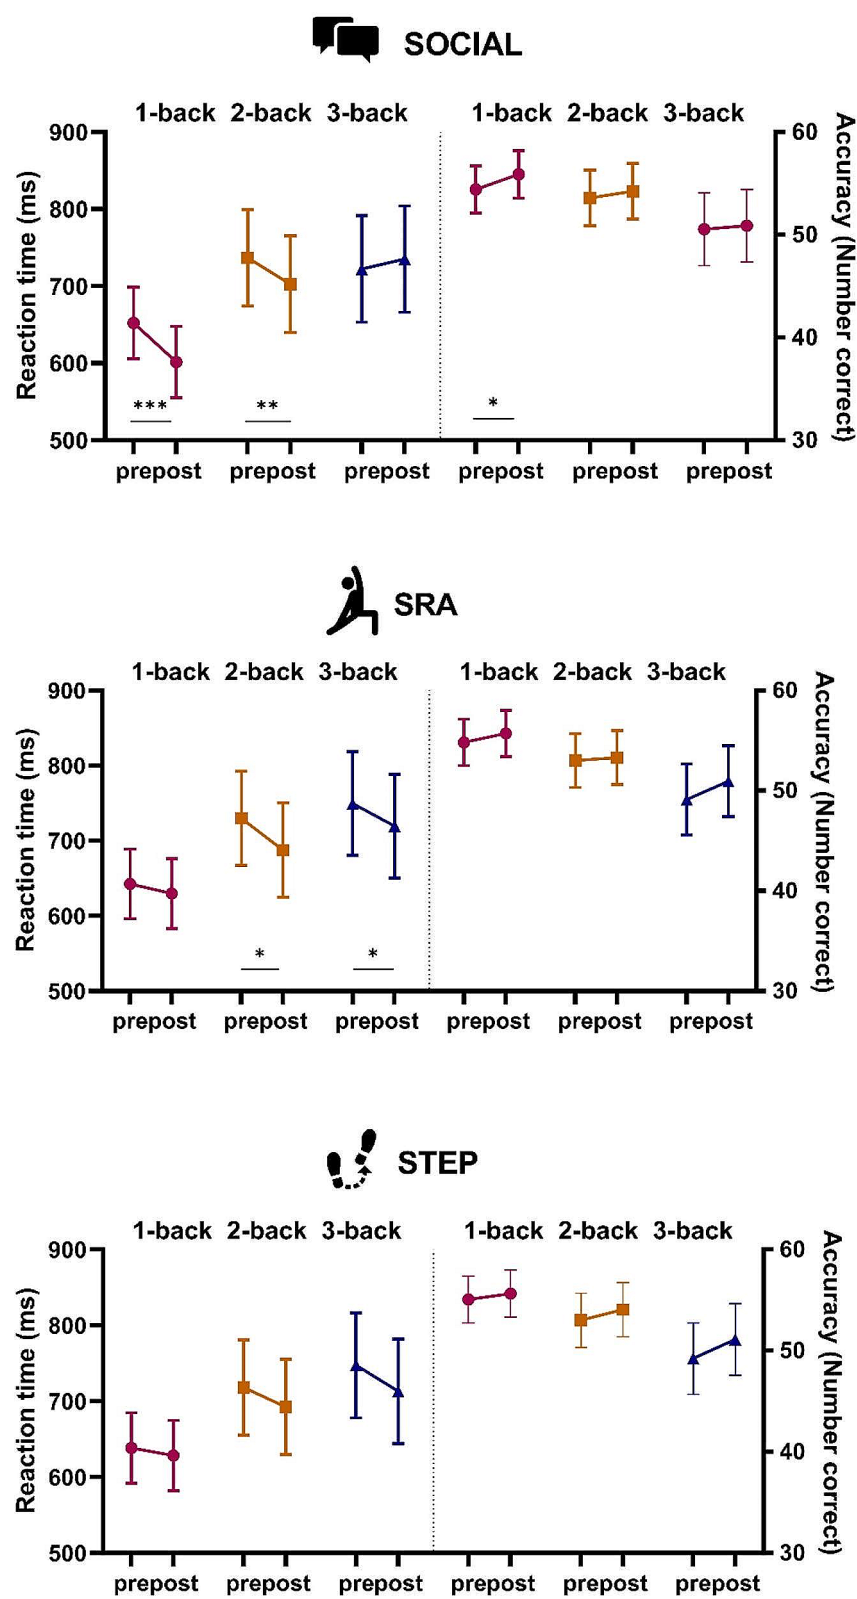 SOCIAL
1-back 2-back 3-back 1-back 2-back 3-back
900
800
700
600
500
Reaction time (ms)
*** ** *
60
50
40
30
Accuracy (Number correct)
prepost prepost prepost prepost prepost prepost
SRA
1-back 2-back 3-back 1-back 2-back 3-back
900
800
700
600
500
Reaction time (ms)
* *
60
50
40
30
Accuracy (Number correct)
prepost prepost prepost prepost prepost prepost
STEP
1-back 2-back 3-back 1-back 2-back 3-back
900
800
700
600
500
Reaction time (ms)
60
50
40
30
Accuracy (Number correct)
prepost prepost prepost prepost prepost prepost